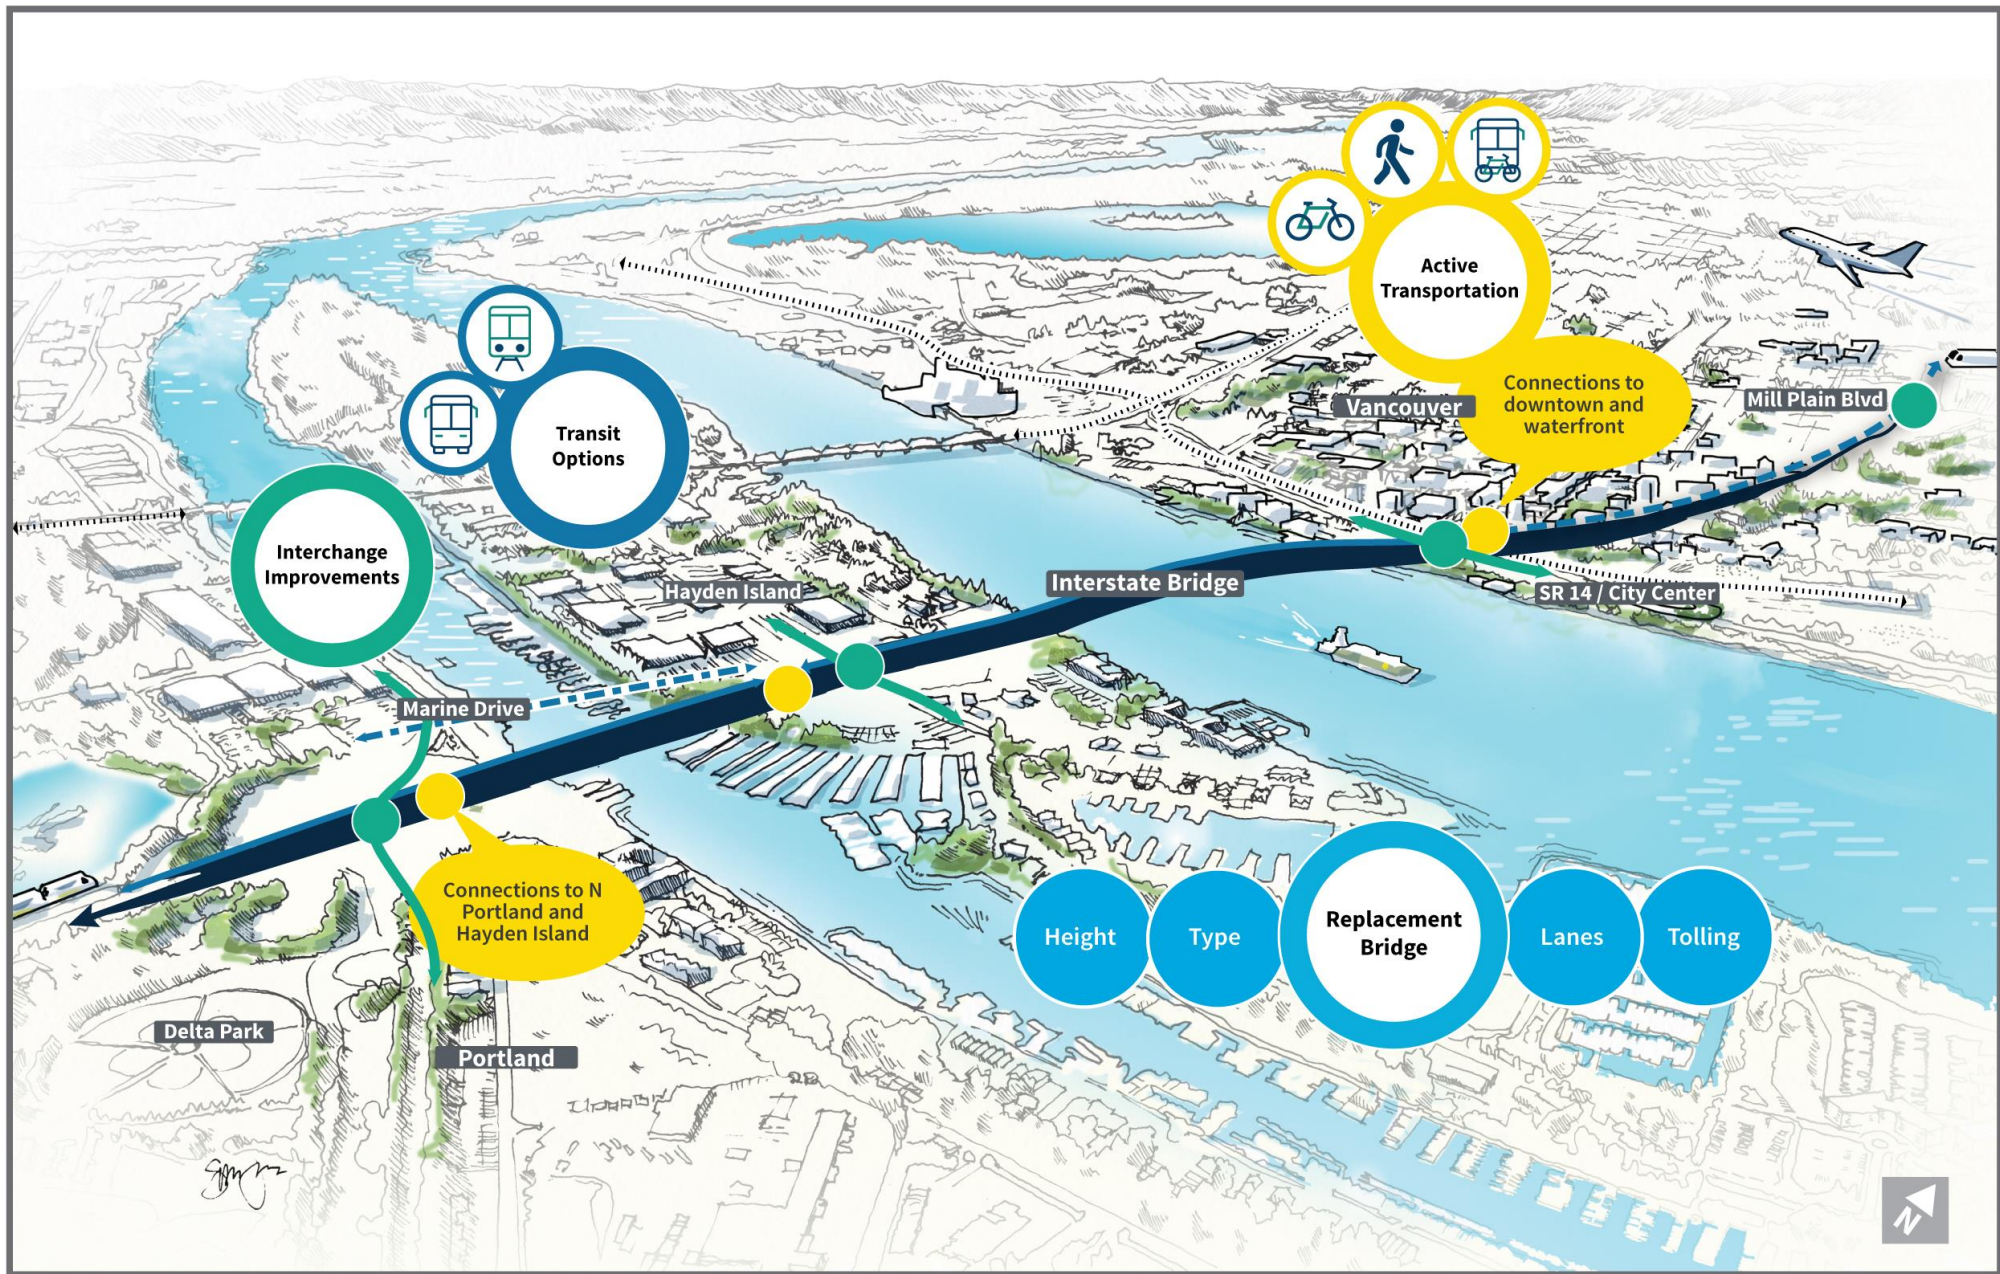 Active
Transportation
Connections to
downtown and
waterfront
Vancouver
Mill Plain Blvd
Transit
Options
Interchange
Improvements
Hayden Island
Interstate Bridge
SR 14 / City Center
Marine Drive
Connections to N
Portland and
Hayden Island
Height
Type
Replacement
Bridge
Lanes
Tolling
Delta Park
Portland
N